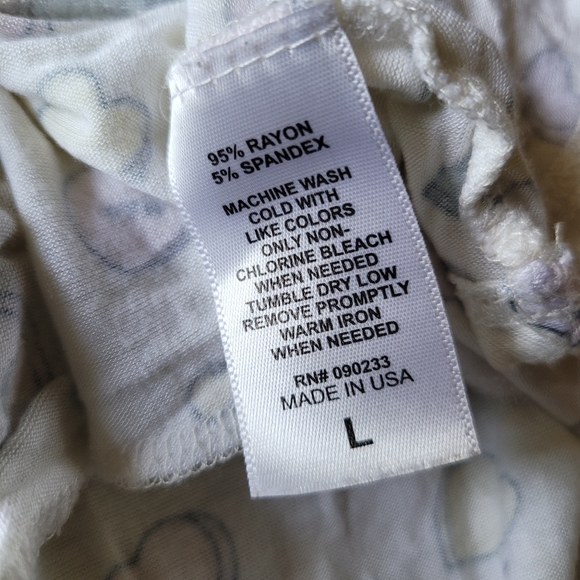 95% RAYON
5% SPANDEX
MACHINE WASH
COLD WITH
LIKE COLORS
ONLY NON-
CHLORINE BLEACH
WHEN NEEDED
TUMBLE DRY LOW
REMOVE PROMPTLY
WARM IRON
WHEN NEEDED
RN# 090233
MADE IN USA
L